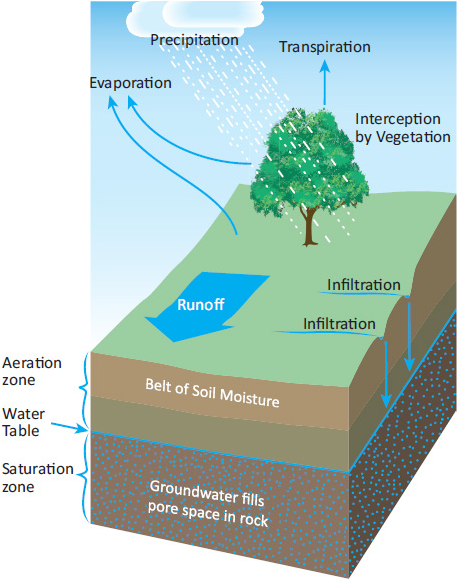 Precipitation
Transpiration
Evaporation
Interception
by Vegetation
Infiltration
Runoff
Infiltration
Aeration
zone
Belt of Soil Moisture
Water
Table
Saturation
zone
Groundwater fills
pore space in rock